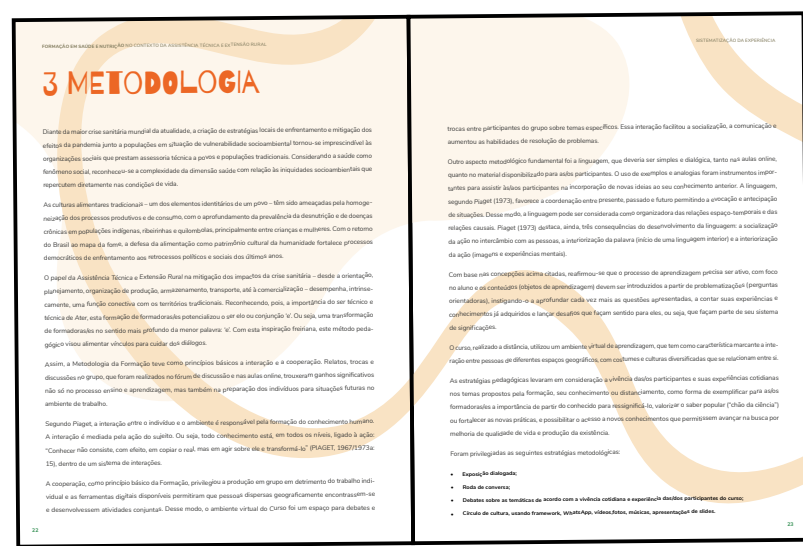 FORMAÇÃO EM SAÚDE E NUTRIÇÃO NO CONTEXTO DA ASSISTÊNCIA TÉCNICA E EXTENSÃO RURAL
3 METODOLOGIA
Diante da maior crise sanitária mundial da atualidade, a criação de estratégias locais de enfrentamento e mitigação dos
efeitos da pandemia junto a populações em situação de vulnerabilidade socioambiental tornou-se imprescindível às
organizações sociais que prestam assessoria técnica a povos e populações tradicionais. Considerando a saúde como
fenômeno social, reconheceu-se a complexidade da dimensão saúde com relação às iniquidades socioambientais que
repercutem diretamente nas condições de vida.
As culturas alimentares tradicionais – um dos elementos identitários de um povo – têm sido ameaçadas pela homoge-
neização dos processos produtivos e de consumo, com o aprofundamento da prevalência da desnutrição e de doenças
crônicas em populações indígenas, ribeirinhas e quilombolas, principalmente entre crianças e mulheres. Com o retorno
do Brasil ao mapa da fome, a defesa da alimentação como patrimônio cultural da humanidade fortalece processos
democráticos de enfrentamento aos retrocessos políticos e sociais dos últimos anos.
O papel da Assistência Técnica e Extensão Rural na mitigação dos impactos da crise sanitária – desde a orientação,
planejamento, organização de produção, armazenamento, transporte, até à comercialização – desempenha, intrinse-
camente, uma função conectiva com os territórios tradicionais. Reconhecendo, pois, a importância do ser técnico e
técnica de Ater, esta formação de formadoras/es potencializou o ser elo ou conjunção 'e'. Ou seja, uma transformação
de formadoras/es no sentido mais profundo da menor palavra: 'e'. Com esta inspiração freiriana, este método peda-
gógico visou alimentar vínculos para cuidar dos diálogos.
Assim, a Metodologia da Formação teve como princípios básicos a interação e a cooperação. Relatos, trocas e
discussões no grupo, que foram realizados no fórum de discussão e nas aulas online, trouxeram ganhos significativos
não só no processo ensino e aprendizagem, mas também na preparação dos indivíduos para situações futuras no
ambiente de trabalho.
Segundo Piaget, a interação entre o indivíduo e o ambiente é responsável pela formação do conhecimento humano.
A interação é mediada pela ação do sujeito. Ou seja, todo conhecimento está, em todos os níveis, ligado à ação:
"Conhecer não consiste, com efeito, em copiar o real, mas em agir sobre ele e transformá-lo" (PIAGET, 1967/1973a:
15), dentro de um sistema de interações.
A cooperação, como princípio básico da Formação, privilegiou a produção em grupo em detrimento do trabalho indi-
vidual e as ferramentas digitais disponíveis permitiram que pessoas dispersas geograficamente encontrassem-se
e desenvolvessem atividades conjuntas. Desse modo, o ambiente virtual do Curso foi um espaço para debates e
22
SISTEMATIZAÇÃO DA EXPERIÊNCIA
trocas entre participantes do grupo sobre temas específicos. Essa interação facilitou a socialização, a comunicação e
aumentou as habilidades de resolução de problemas.
Outro aspecto metodológico fundamental foi a linguagem, que deveria ser simples e dialógica, tanto nas aulas online,
quanto no material disponibilizado para as/os participantes. O uso de exemplos e analogias foram instrumentos impor-
tantes para assistir às/aos participantes na incorporação de novas ideias ao seu conhecimento anterior. A linguagem,
segundo Piaget (1973), favorece a coordenação entre presente, passado e futuro permitindo a evocação e antecipação
de situações. Desse modo, a linguagem pode ser considerada como organizadora das relações espaço-temporais e das
relações causais. Piaget (1973) destaca, ainda, três consequências do desenvolvimento da linguagem: a socialização
da ação no intercâmbio com as pessoas, a interiorização da palavra (início de uma linguagem interior) e a interiorização
da ação (imagens e experiências mentais).
Com base nas concepções acima citadas, reafirmou-se que o processo de aprendizagem precisa ser ativo, com foco
no aluno e os conteúdos (objetos de aprendizagem) devem ser introduzidos a partir de problematizações (perguntas
orientadoras), instigando-o a aprofundar cada vez mais as questões apresentadas, a contar suas experiências e
conhecimentos já adquiridos e lançar desafios que façam sentido para eles, ou seja, que façam parte de seu sistema
de significações.
O curso, realizado a distância, utilizou um ambiente virtual de aprendizagem, que tem como característica marcante a inte-
ração entre pessoas de diferentes espaços geográficos, com costumes e culturas diversificadas que se relacionam entre si.
As estratégias pedagógicas levaram em consideração a vivência das/os participantes e suas experiências cotidianas
nos temas propostos pela formação, seu conhecimento ou distanciamento, como forma de exemplificar para as/os
formadoras/es a importância de partir do conhecido para ressignificá-lo, valorizar o saber popular ("chão da ciência")
ou fortalecer as novas práticas, e possibilitar o acesso a novos conhecimentos que permitissem avançar na busca por
melhoria de qualidade de vida e produção da existência.
Foram privilegiadas as seguintes estratégias metodológicas:
• Exposição dialogada;
• Roda de conversa;
• Debates sobre as temáticas de acordo com a vivência cotidiana e experiência das/dos participantes do curso;
• Círculo de cultura, usando framework, WhatsApp, vídeos,fotos, músicas, apresentações de slides.
23